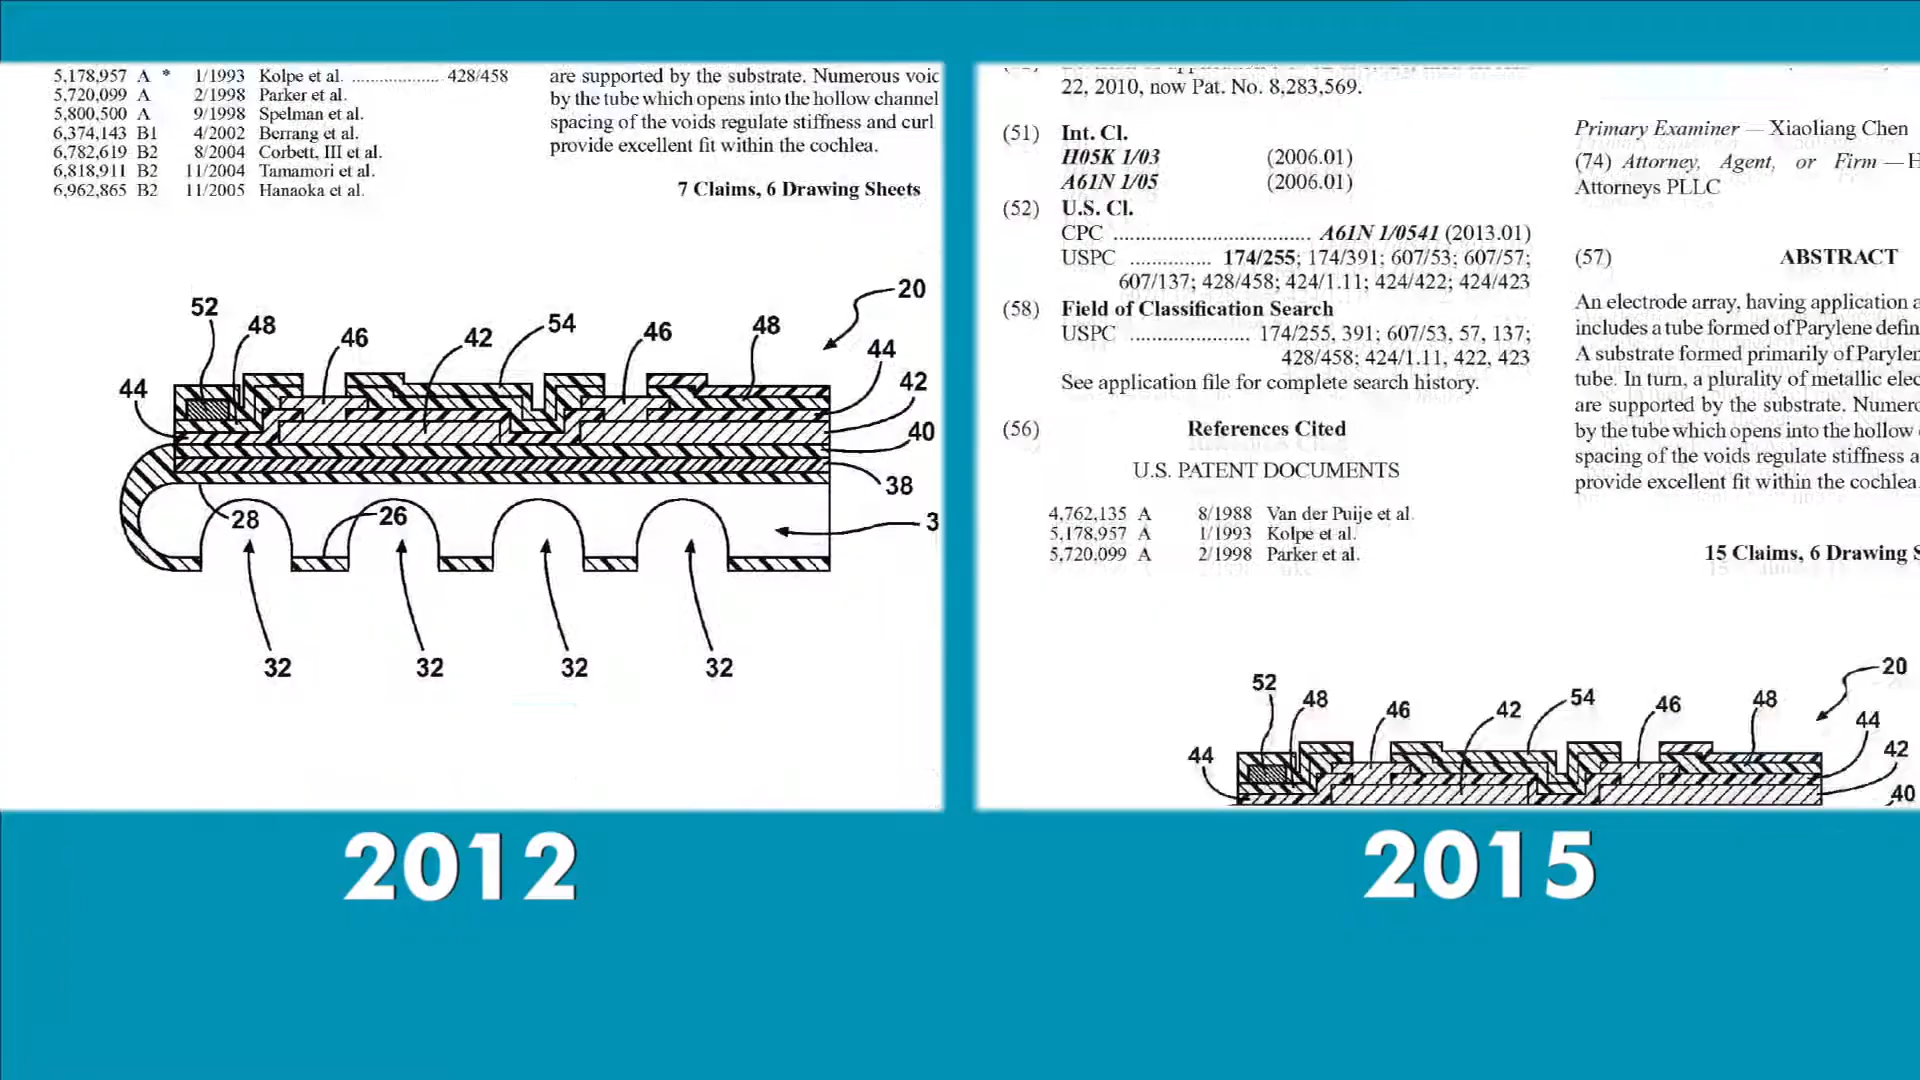 5,178,957 A * 1/1993 Kolpe et al. .................. 428/458
5,720,099 A 2/1998 Parker et al.
5,800,500 A 9/1998 Spelman et al.
6,374,143 B1 4/2002 Berrang et al.
6,782,619 B2 8/2004 Corbett, III et al.
6,818,911 B2 11/2004 Tamamori et al.
6,962,865 B2 11/2005 Hanaoka et al.
are supported by the substrate. Numerous voic
by the tube which opens into the hollow channel
spacing of the voids regulate stiffness and curl
provide excellent fit within the cochlea.
7 Claims, 6 Drawing Sheets
20
52
48
46
42
54
46
48
44
42
44
40
38
28
26
3
32
32
32
32
2012
22, 2010, now Pat. No. 8,283,569.
(51) Int. Cl.
H05K 1/03 (2006.01)
A61N 1/05 (2006.01)
(52) U.S. Cl.
CPC ................................. A61N 1/0541 (2013.01)
USPC .............. 174/255; 174/391; 607/53; 607/57;
607/137; 428/458; 424/1.11; 424/422; 424/423
(58) Field of Classification Search
USPC .................... 174/255, 391; 607/53, 57, 137;
428/458; 424/1.11, 422, 423
See application file for complete search history.
(56) References Cited
U.S. PATENT DOCUMENTS
4,762,135 A 8/1988 Van der Puije et al.
5,178,957 A 1/1993 Kolpe et al.
5,720,099 A 2/1998 Parker et al.
Primary Examiner — Xiaoliang Chen
(74) Attorney, Agent, or Firm — H
Attorneys PLLC
(57) ABSTRACT
An electrode array, having application a
includes a tube formed of Parylene defin
A substrate formed primarily of Parylen
tube. In turn, a plurality of metallic elec
are supported by the substrate. Numero
by the tube which opens into the hollow
spacing of the voids regulate stiffness a
provide excellent fit within the cochlea.
15 Claims, 6 Drawing S
20
52
48
46
42
54
46
48
44
44
42
40
2015